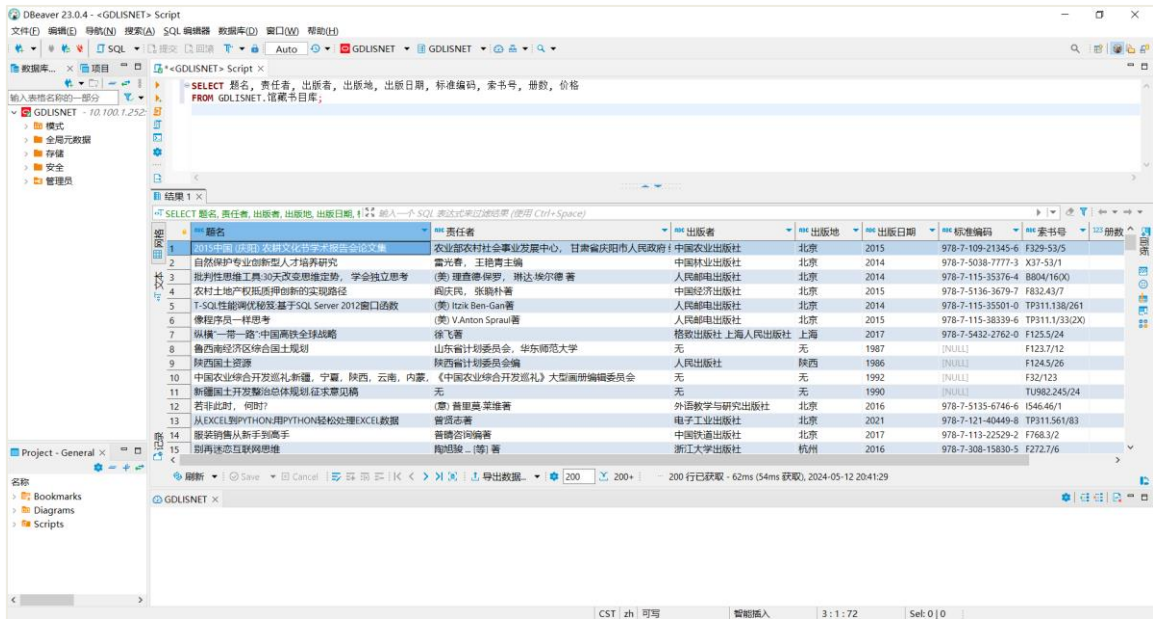 DBeaver 23.0.4 - <GDLISNET> Script
文件(F) 编辑(E) 导航(N) 搜索(A) SQL 编辑器 数据库(D) 窗口(W) 帮助(H)
SQL 提交 回滚 T Auto GDLISNET GDLISNET
数据库... 项目 *<GDLISNET> Script
输入表格名称的一部分
GDLISNET - 10.100.1.252:
模式
全局元数据
存储
安全
管理员
SELECT 题名, 责任者, 出版者, 出版地, 出版日期, 标准编码, 索书号, 册数, 价格
FROM GDLISNET.馆藏书目库;
结果 1
SELECT 题名, 责任者, 出版者, 出版地, 出版日期, 输入一个 SQL 表达式来过滤结果 (使用 Ctrl+Space)
网格 题名 责任者 出版者 出版地 出版日期 标准编码 索书号 123 册数
1 2015中国 (庆阳) 农耕文化节学术报告会论文集 农业部农村社会事业发展中心, 甘肃省庆阳市人民政府 中国农业出版社 北京 2015 978-7-109-21345-6 F329-53/5
2 自然保护专业创新型人才培养研究 雷光春, 王艳青主编 中国林业出版社 北京 2014 978-7-5038-7777-3 X37-53/1
3 批判性思维工具:30天改变思维定势, 学会独立思考 (美) 理查德·保罗, 琳达·埃尔德 著 人民邮电出版社 北京 2014 978-7-115-35376-4 B804/16(X)
4 农村土地产权抵质押创新的实现路径 阎庆民, 张晓朴著 中国经济出版社 北京 2015 978-7-5136-3679-7 F832.43/7
5 T-SQL性能调优秘笈:基于SQL Server 2012窗口函数 (美) Itzik Ben-Gan著 人民邮电出版社 北京 2015 978-7-115-35501-0 TP311.138/261
6 像程序员一样思考 (美) V.Anton Spraul著 人民邮电出版社 北京 2015 978-7-115-38339-6 TP311.1/33(2X)
7 纵横"一带一路":中国高铁全球战略 徐飞著 格致出版社 上海人民出版社 上海 2017 978-7-5432-2762-0 F125.5/24
8 鲁西南经济区综合国土规划 山东省计划委员会, 华东师范大学 无 无 1987 [NULL] F123.7/12
9 陕西国土资源 陕西省计划委员会编 人民出版社 陕西 1986 [NULL] F124.5/26
10 中国农业综合开发巡礼:新疆, 宁夏, 陕西, 云南, 内蒙, 《中国农业综合开发巡礼》大型画册编辑委员会 无 无 1992 [NULL] F32/123
11 新疆国土开发整治总体规划.征求意见稿 无 无 无 1990 [NULL] TU982.245/24
12 若非此时, 何时? (意) 普里莫·莱维著 外语教学与研究出版社 北京 2016 978-7-5135-6746-6 I546.46/1
13 从EXCEL到PYTHON:用PYTHON轻松处理EXCEL数据 曾贤志著 电子工业出版社 北京 2021 978-7-121-40449-8 TP311.561/83
14 服装销售从新手到高手 普睛咨询编著 中国铁道出版社 北京 2017 978-7-113-22529-2 F768.3/2
15 别再迷恋互联网思维 陶旭骏 ... [等] 著 浙江大学出版社 杭州 2016 978-7-308-15830-5 F272.7/6
文本
记录
面板
刷新 Save Cancel 导出数据... 200 200+ 200 行已获取 - 62ms (54ms 获取), 2024-05-12 20:41:29
Project - General
名称
Bookmarks
Diagrams
Scripts
GDLISNET
CST zh 可写 智能插入 3 : 1 : 72 Sel: 0 | 0